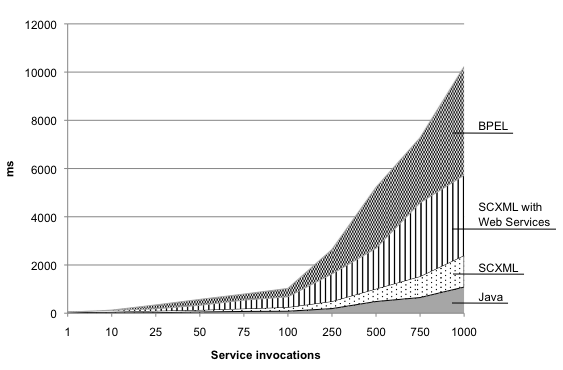 12000
10000
8000
6000
4000
2000
0
ms
BPEL
SCXML with
Web Services
SCXML
Java
1 10 25 50 75 100 250 500 750 1000
Service invocations